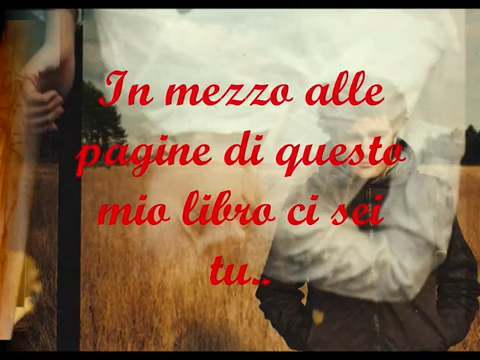 In mezzo alle
pagine di questo
mio libro ci sei
tu..